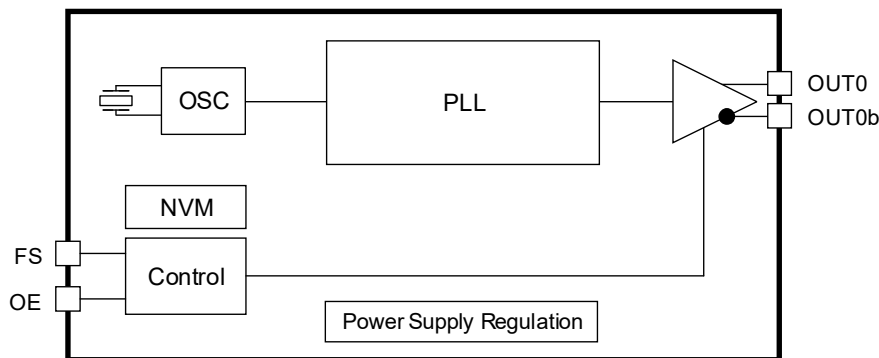 OSC
PLL
OUT0
OUT0b
NVM
FS
Control
OE
Power Supply Regulation